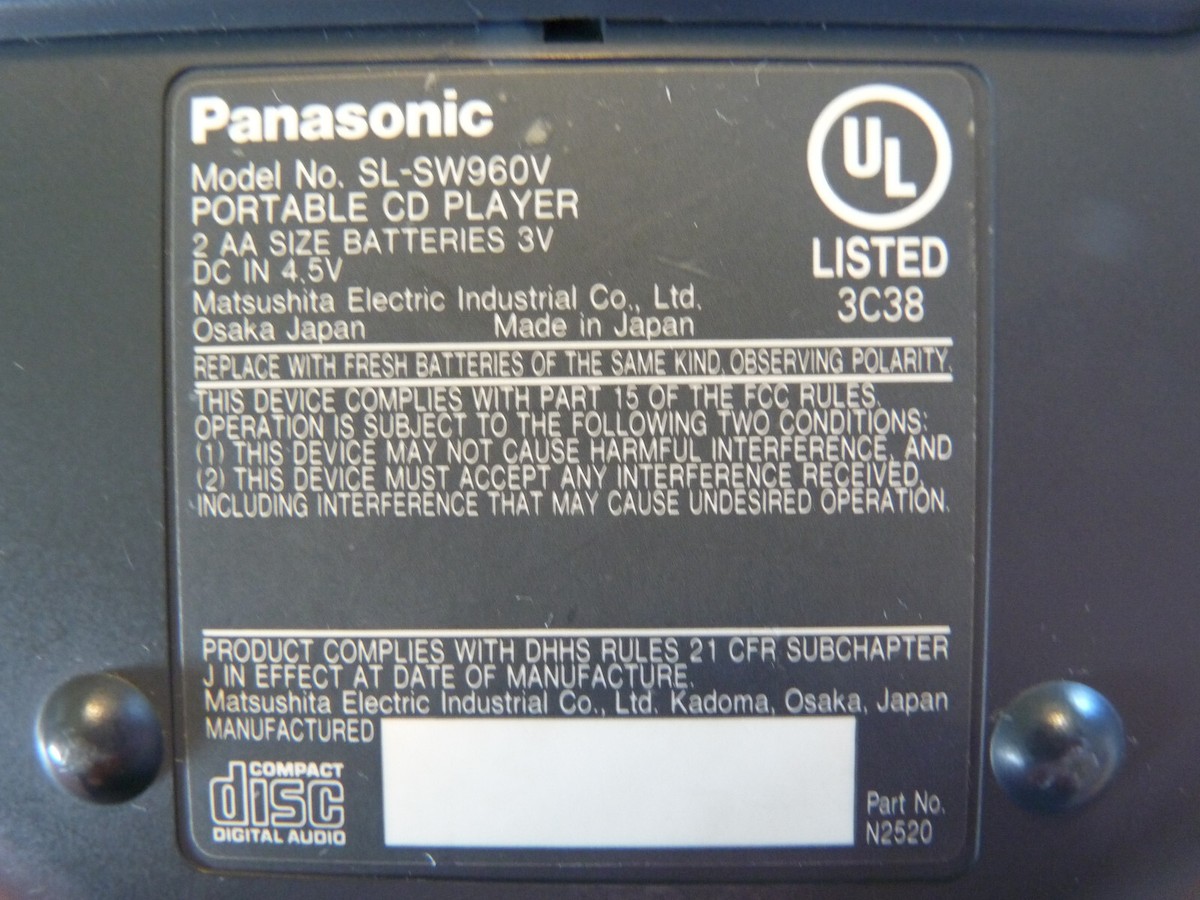 Panasonic
Model No. SL-SW960V
PORTABLE CD PLAYER
2 AA SIZE BATTERIES 3V
DC IN 4.5V
Matsushita Electric Industrial Co., Ltd.
Osaka Japan Made in Japan
UL
LISTED
3C38
REPLACE WITH FRESH BATTERIES OF THE SAME KIND, OBSERVING POLARITY.
THIS DEVICE COMPLIES WITH PART 15 OF THE FCC RULES.
OPERATION IS SUBJECT TO THE FOLLOWING TWO CONDITIONS:
(1) THIS DEVICE MAY NOT CAUSE HARMFUL INTERFERENCE, AND
(2) THIS DEVICE MUST ACCEPT ANY INTERFERENCE RECEIVED,
INCLUDING INTERFERENCE THAT MAY CAUSE UNDESIRED OPERATION.
PRODUCT COMPLIES WITH DHHS RULES 21 CFR SUBCHAPTER
J IN EFFECT AT DATE OF MANUFACTURE.
Matsushita Electric Industrial Co., Ltd. Kadoma, Osaka, Japan
MANUFACTURED
COMPACT
disc
DIGITAL AUDIO
Part No.
N2520